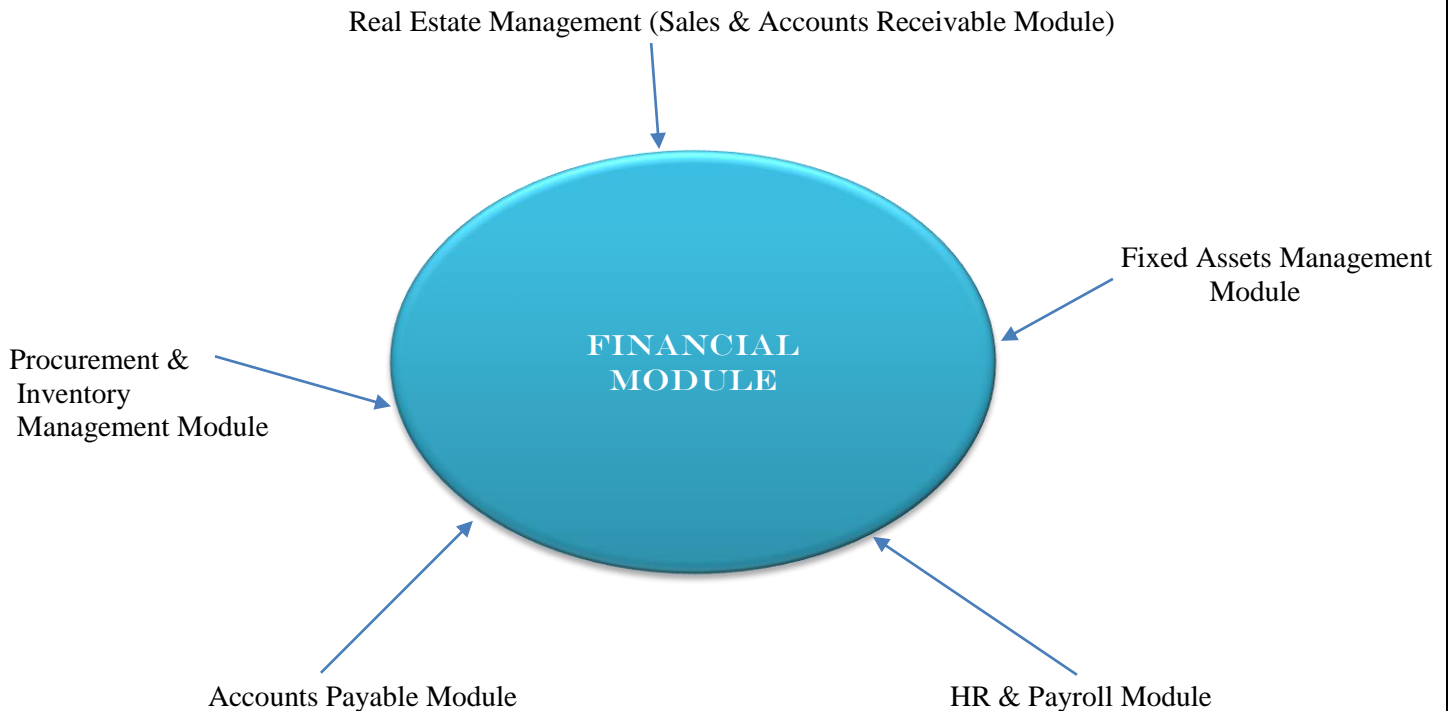 Real Estate Management (Sales & Accounts Receivable Module)
Fixed Assets Management
Module
FINANCIAL
MODULE
Procurement &
Inventory
Management Module
Accounts Payable Module
HR & Payroll Module